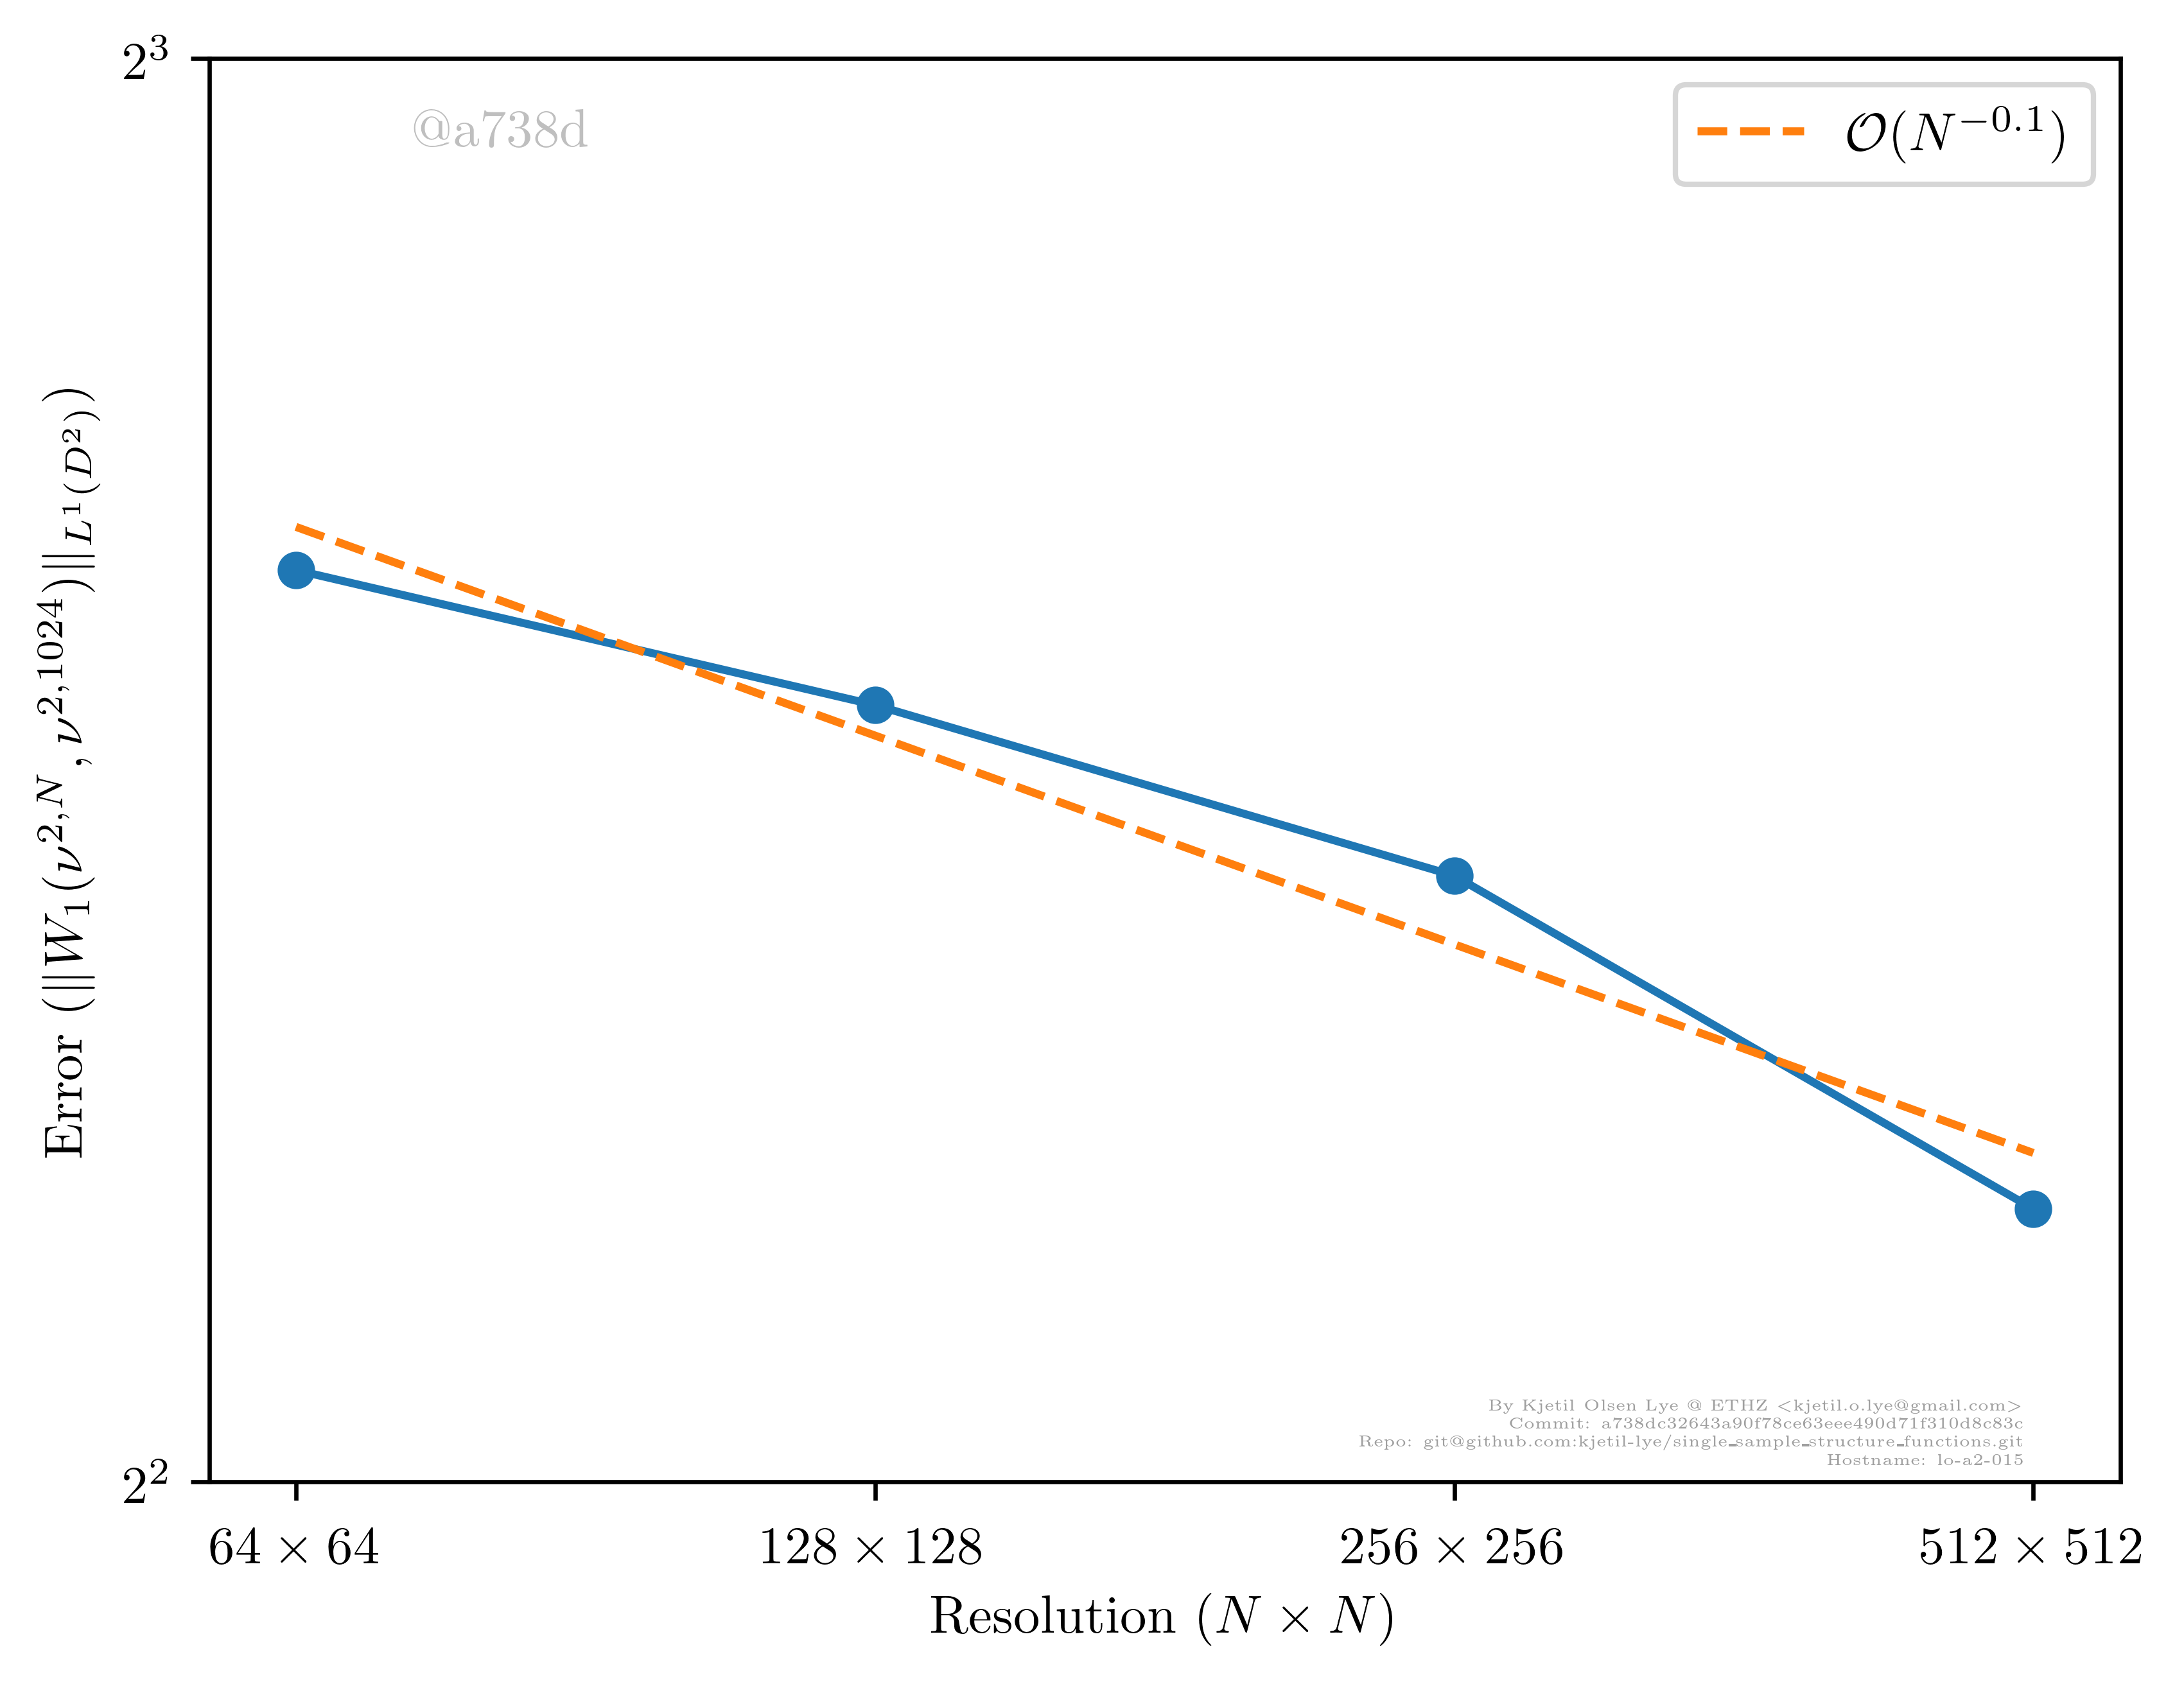 2^3
@a738d
𝒪(N^{-0.1})
Error (||W_1(ν^{2,N}, ν^{2,1024})||_{L^1(D^2)})
By Kjetil Olsen Lye @ ETHZ <kjetil.o.lye@gmail.com>
Commit: a738dc32643a90f78ce63eee490d71f310d8c83c
Repo: git@github.com:kjetil-lye/single_sample_structure_functions.git
Hostname: lo-a2-015
2^2
64 × 64 128 × 128 256 × 256 512 × 512
Resolution (N × N)